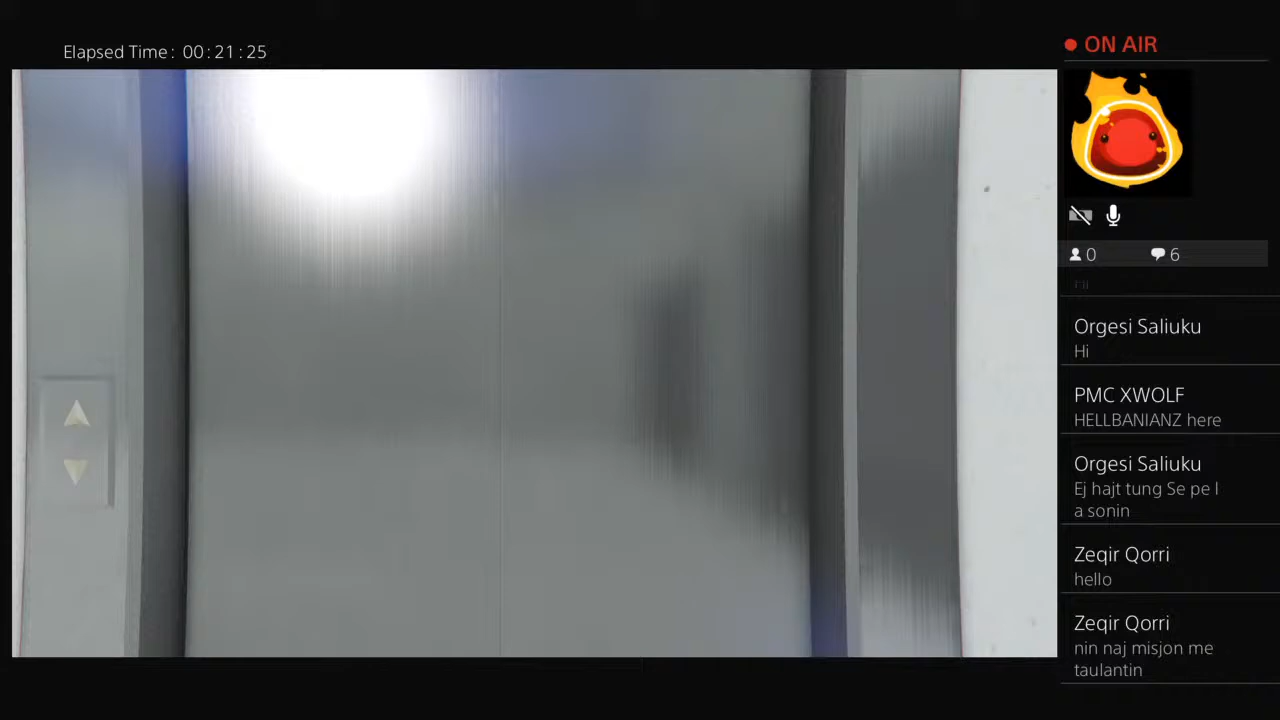 Elapsed Time: 00:21:25
ON AIR
0
6
Orgesi Saliuku
Hi
PMC XWOLF
HELLBANIANZ here
Orgesi Saliuku
Ej hajt tung Se pe l
a sonin
Zeqir Qorri
hello
Zeqir Qorri
nin naj misjon me
taulantin